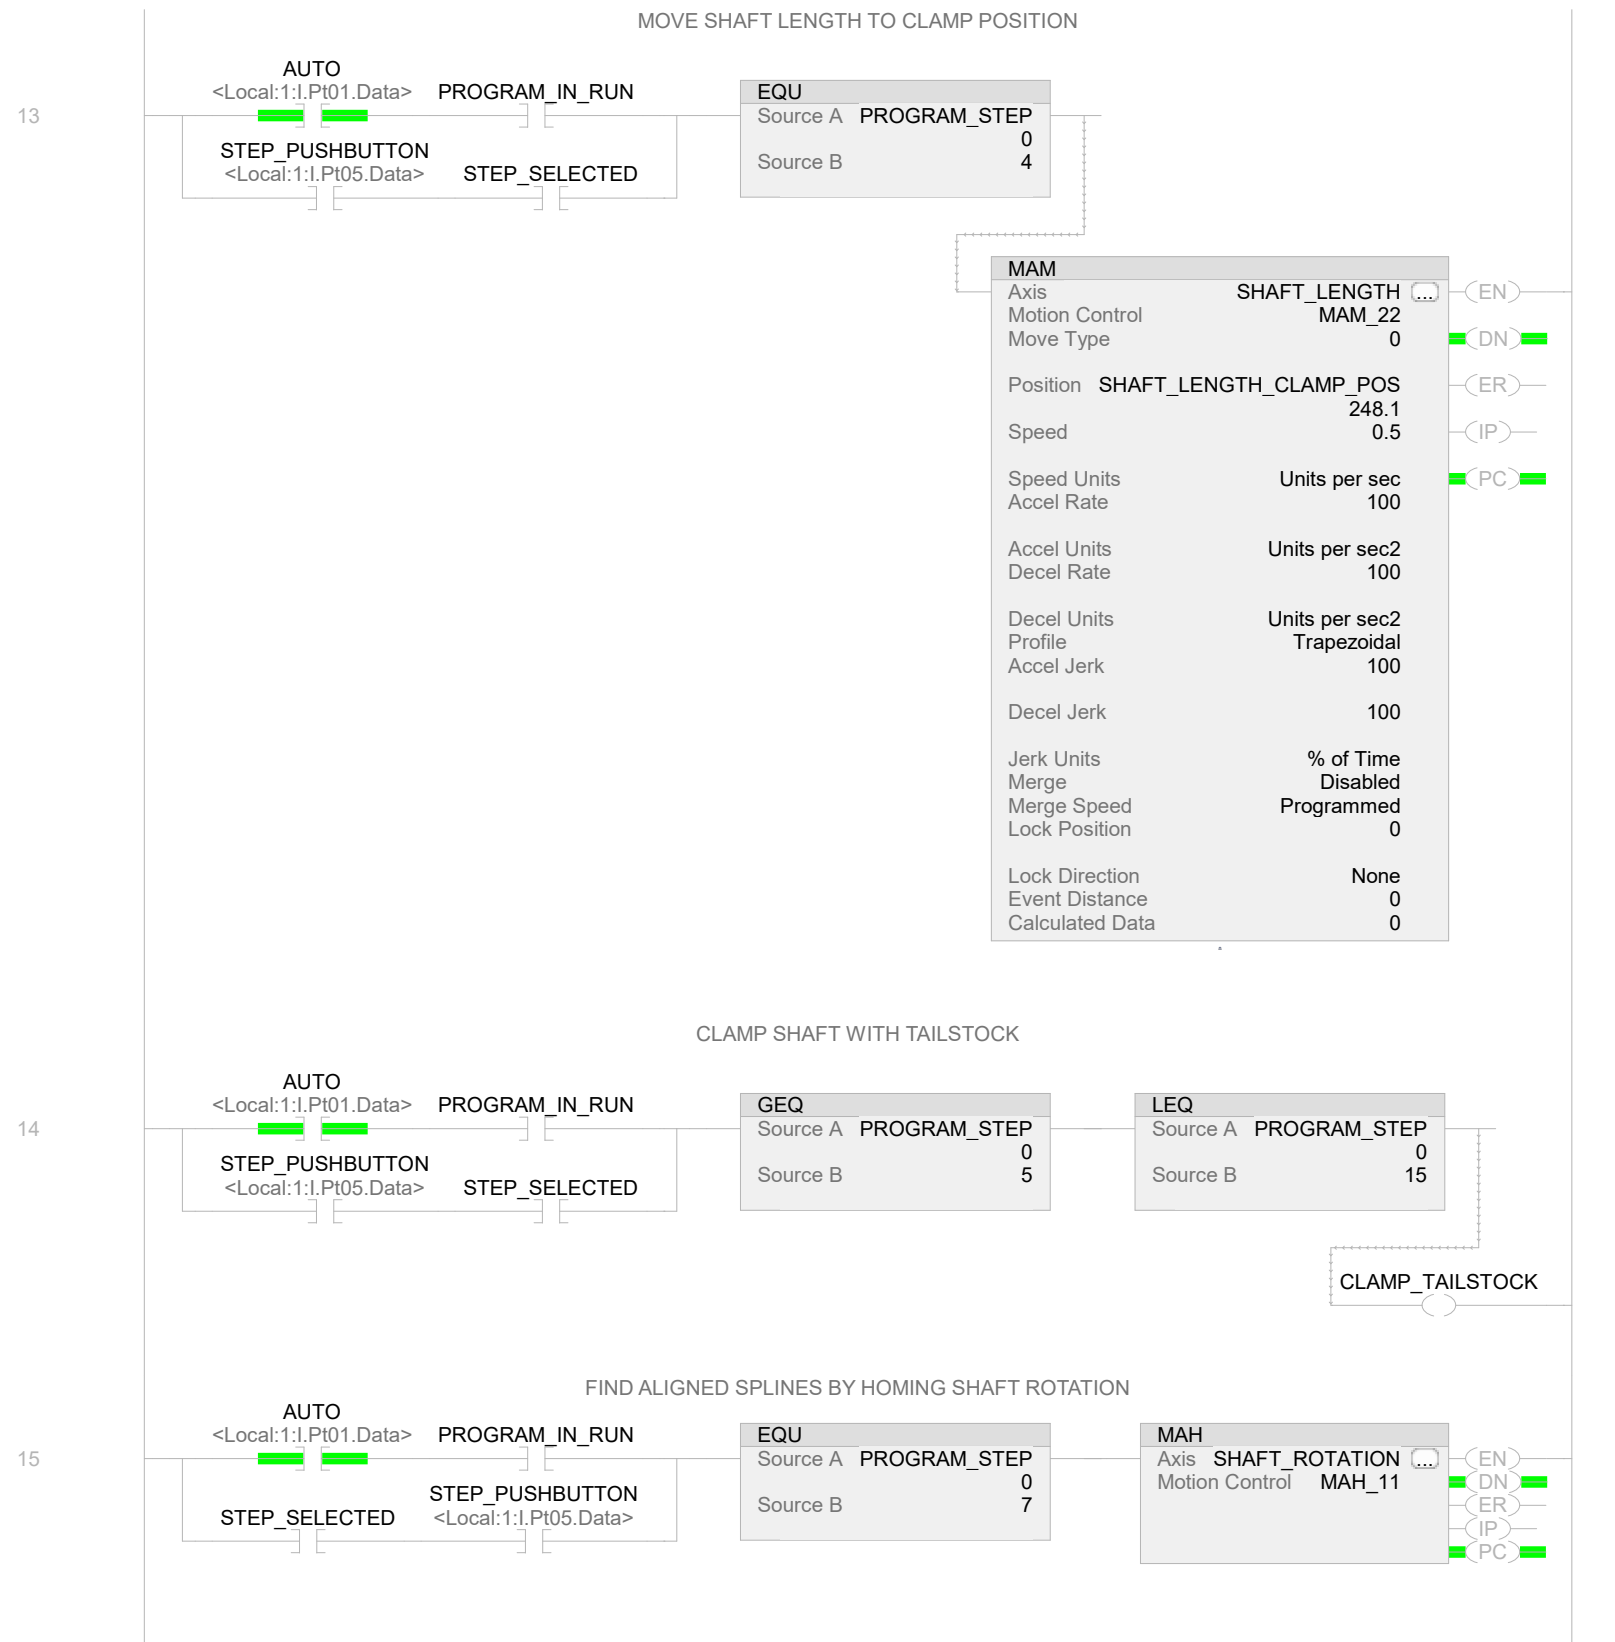 MOVE SHAFT LENGTH TO CLAMP POSITION
13
AUTO
<Local:1:I.Pt01.Data>
PROGRAM_IN_RUN
STEP_PUSHBUTTON
<Local:1:I.Pt05.Data>
STEP_SELECTED
EQU
Source A PROGRAM_STEP
0
Source B 4
MAM
Axis SHAFT_LENGTH ...
Motion Control MAM_22
Move Type 0
Position SHAFT_LENGTH_CLAMP_POS
248.1
Speed 0.5
Speed Units Units per sec
Accel Rate 100
Accel Units Units per sec2
Decel Rate 100
Decel Units Units per sec2
Profile Trapezoidal
Accel Jerk 100
Decel Jerk 100
Jerk Units % of Time
Merge Disabled
Merge Speed Programmed
Lock Position 0
Lock Direction None
Event Distance 0
Calculated Data 0
EN
DN
ER
IP
PC
CLAMP SHAFT WITH TAILSTOCK
14
AUTO
<Local:1:I.Pt01.Data>
PROGRAM_IN_RUN
STEP_PUSHBUTTON
<Local:1:I.Pt05.Data>
STEP_SELECTED
GEQ
Source A PROGRAM_STEP
0
Source B 5
LEQ
Source A PROGRAM_STEP
0
Source B 15
CLAMP_TAILSTOCK
FIND ALIGNED SPLINES BY HOMING SHAFT ROTATION
15
AUTO
<Local:1:I.Pt01.Data>
PROGRAM_IN_RUN
STEP_SELECTED
STEP_PUSHBUTTON
<Local:1:I.Pt05.Data>
EQU
Source A PROGRAM_STEP
0
Source B 7
MAH
Axis SHAFT_ROTATION ...
Motion Control MAH_11
EN
DN
ER
IP
PC